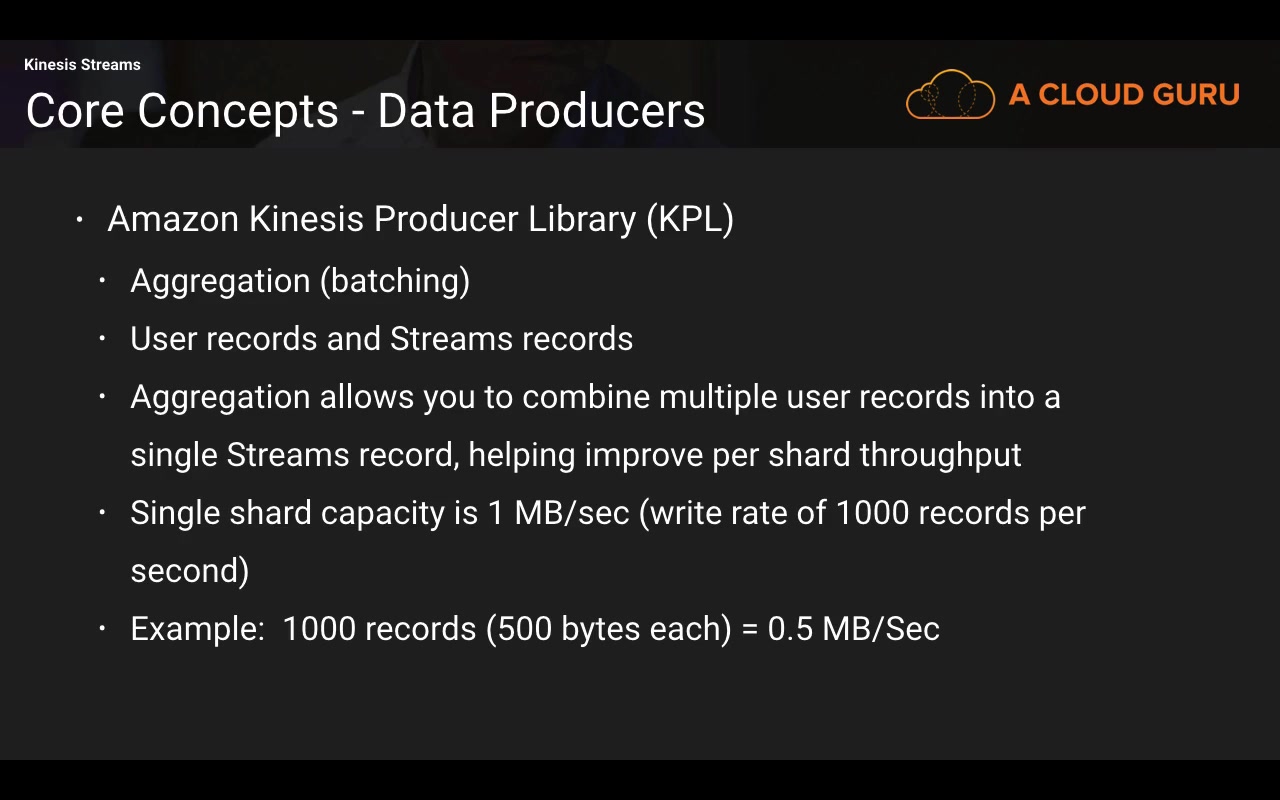 Kinesis Streams
Core Concepts - Data Producers
A CLOUD GURU
• Amazon Kinesis Producer Library (KPL)
• Aggregation (batching)
• User records and Streams records
• Aggregation allows you to combine multiple user records into a
single Streams record, helping improve per shard throughput
• Single shard capacity is 1 MB/sec (write rate of 1000 records per
second)
• Example:  1000 records (500 bytes each) = 0.5 MB/Sec